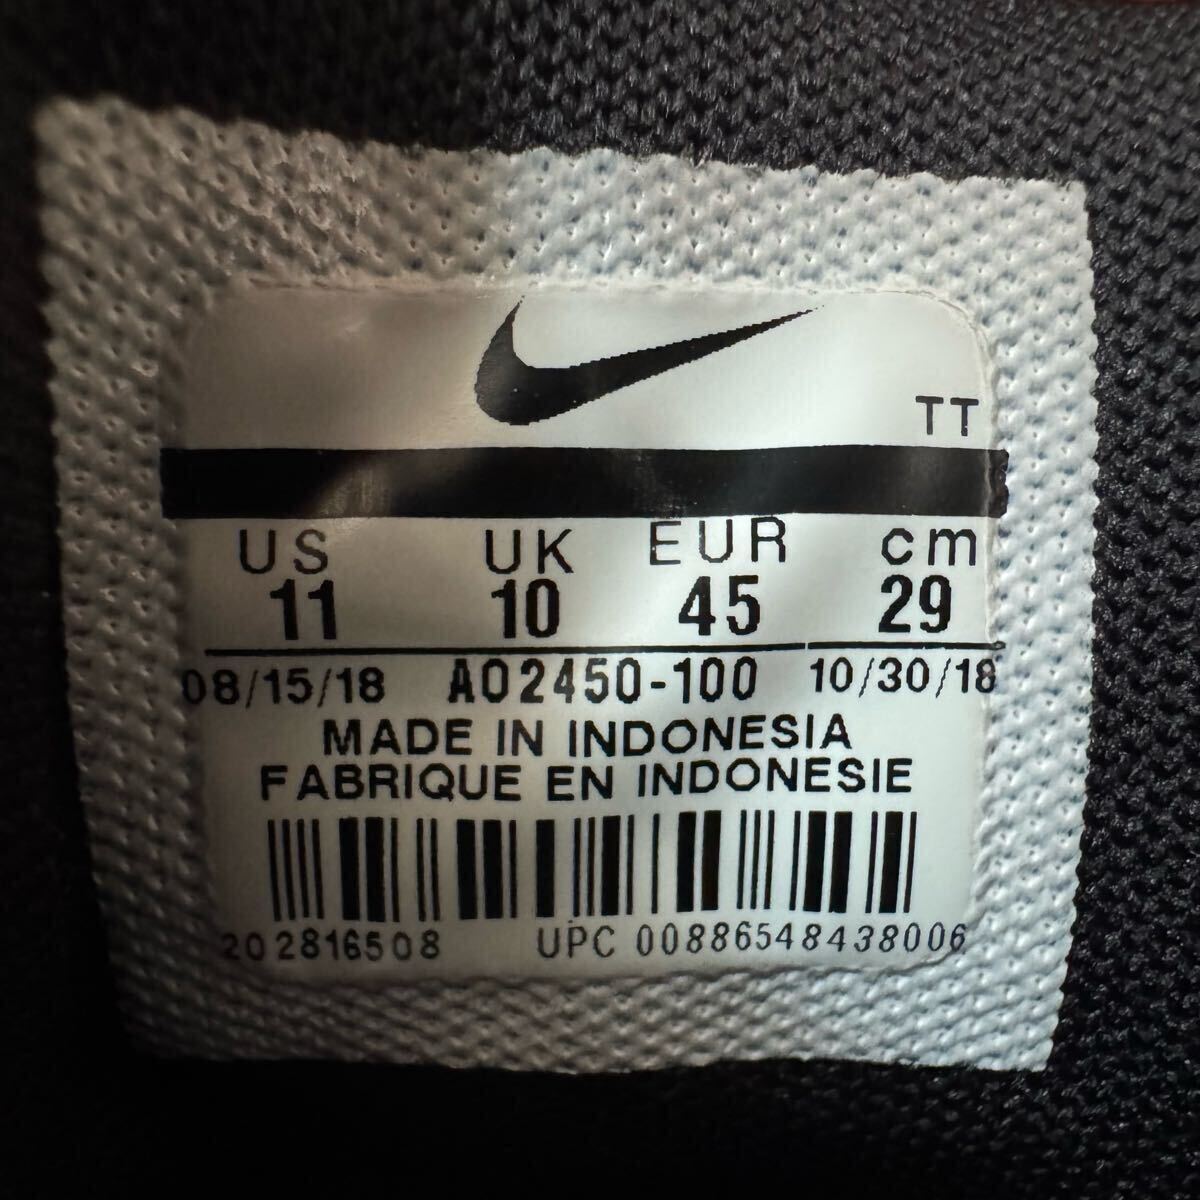 TT
US UK EUR cm
11 10 45 29
08/15/18 AO2450-100 10/30/18
MADE IN INDONESIA
FABRIQUE EN INDONESIE
202816508 UPC 00886548438006